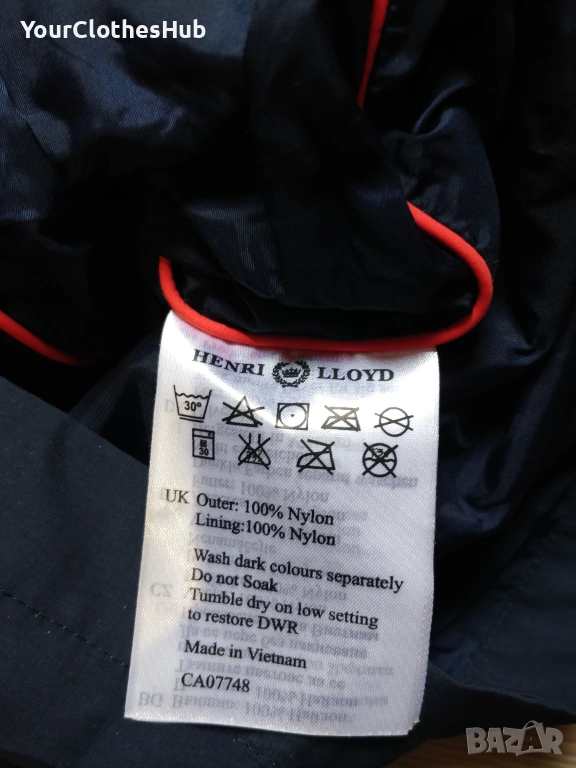 YourClothesHub
HENRI LLOYD
30°
30
UK Outer: 100% Nylon
Lining:100% Nylon
Wash dark colours separately
Do not Soak
Tumble dry on low setting
to restore DWR
Made in Vietnam
CA07748
BG
BAZAR